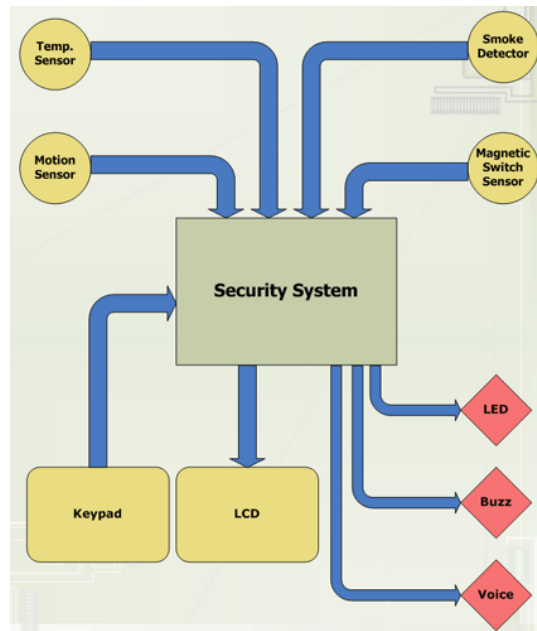 Temp.
Sensor
Smoke
Detector
Motion
Sensor
Magnetic
Switch
Sensor
Security System
LED
Keypad
LCD
Buzz
Voice